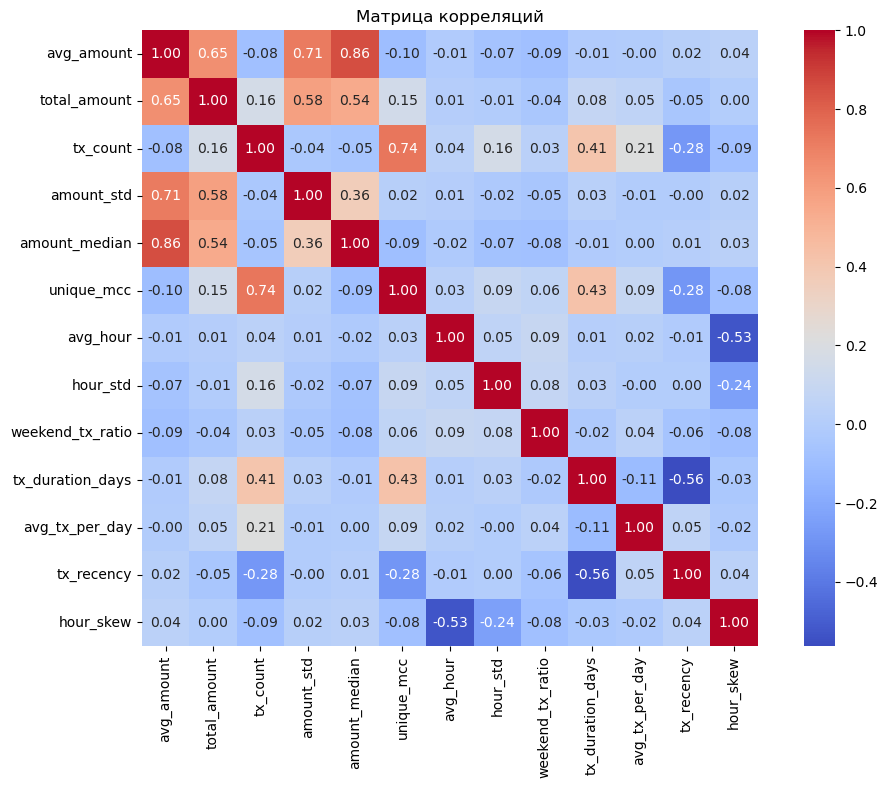 Матрица корреляций
avg_amount 1.00 0.65 -0.08 0.71 0.86 -0.10 -0.01 -0.07 -0.09 -0.01 -0.00 0.02 0.04
total_amount 0.65 1.00 0.16 0.58 0.54 0.15 0.01 -0.01 -0.04 0.08 0.05 -0.05 0.00
tx_count -0.08 0.16 1.00 -0.04 -0.05 0.74 0.04 0.16 0.03 0.41 0.21 -0.28 -0.09
amount_std 0.71 0.58 -0.04 1.00 0.36 0.02 0.01 -0.02 -0.05 0.03 -0.01 -0.00 0.02
amount_median 0.86 0.54 -0.05 0.36 1.00 -0.09 -0.02 -0.07 -0.08 -0.01 0.00 0.01 0.03
unique_mcc -0.10 0.15 0.74 0.02 -0.09 1.00 0.03 0.09 0.06 0.43 0.09 -0.28 -0.08
avg_hour -0.01 0.01 0.04 0.01 -0.02 0.03 1.00 0.05 0.09 0.01 0.02 -0.01 -0.53
hour_std -0.07 -0.01 0.16 -0.02 -0.07 0.09 0.05 1.00 0.08 0.03 -0.00 0.00 -0.24
weekend_tx_ratio -0.09 -0.04 0.03 -0.05 -0.08 0.06 0.09 0.08 1.00 -0.02 0.04 -0.06 -0.08
tx_duration_days -0.01 0.08 0.41 0.03 -0.01 0.43 0.01 0.03 -0.02 1.00 -0.11 -0.56 -0.03
avg_tx_per_day -0.00 0.05 0.21 -0.01 0.00 0.09 0.02 -0.00 0.04 -0.11 1.00 0.05 -0.02
tx_recency 0.02 -0.05 -0.28 -0.00 0.01 -0.28 -0.01 0.00 -0.06 -0.56 0.05 1.00 0.04
hour_skew 0.04 0.00 -0.09 0.02 0.03 -0.08 -0.53 -0.24 -0.08 -0.03 -0.02 0.04 1.00
avg_amount
total_amount
tx_count
amount_std
amount_median
unique_mcc
avg_hour
hour_std
weekend_tx_ratio
tx_duration_days
avg_tx_per_day
tx_recency
hour_skew
1.0
0.8
0.6
0.4
0.2
0.0
−0.2
−0.4